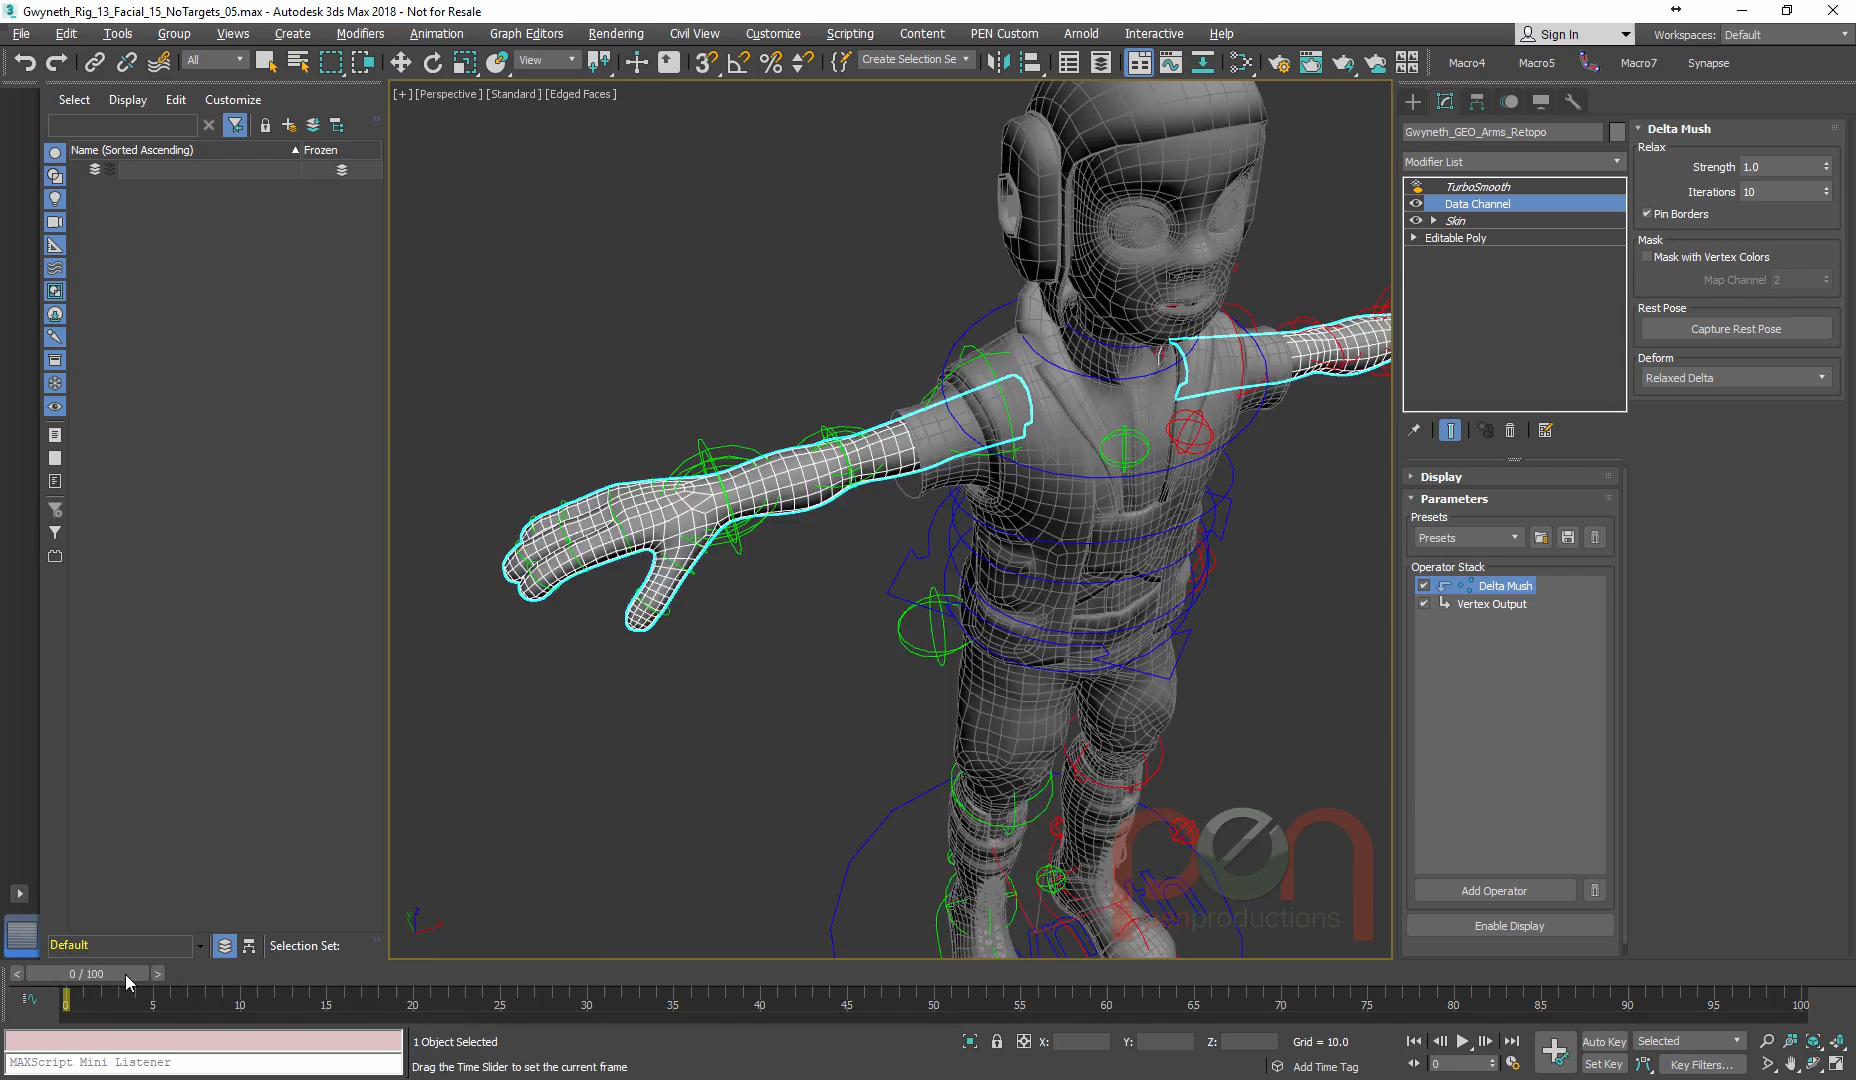 Gwyneth_Rig_13_Facial_15_NoTargets_05.max - Autodesk 3ds Max 2018 - Not for Resale
File Edit Tools Group Views Create Modifiers Animation Graph Editors Rendering Civil View Customize Scripting Content PEN Custom Arnold Interactive Help
Sign In
Workspaces: Default
All
View
Create Selection Se
Macro4 Macro5 Macro7 Synapse
Select Display Edit Customize
Name (Sorted Ascending) Frozen
[+] [Perspective] [Standard] [Edged Faces]
Gwyneth_GEO_Arms_Retopo
Modifier List
TurboSmooth
Data Channel
Skin
Editable Poly
Delta Mush
Relax
Strength 1.0
Iterations 10
Pin Borders
Mask
Mask with Vertex Colors
Map Channel 2
Rest Pose
Capture Rest Pose
Deform
Relaxed Delta
Display
Parameters
Presets
Presets
Operator Stack
Delta Mush
Vertex Output
Add Operator
Enable Display
pen
penproductions
Default
Selection Set:
< 0 / 100 >
0 5 10 15 20 25 30 35 40 45 50 55 60 65 70 75 80 85 90 95 100
MAXScript Mini Listener
1 Object Selected
Drag the Time Slider to set the current frame
X: Y: Z: Grid = 10.0
Add Time Tag
0
Auto Key Selected
Set Key Key Filters...